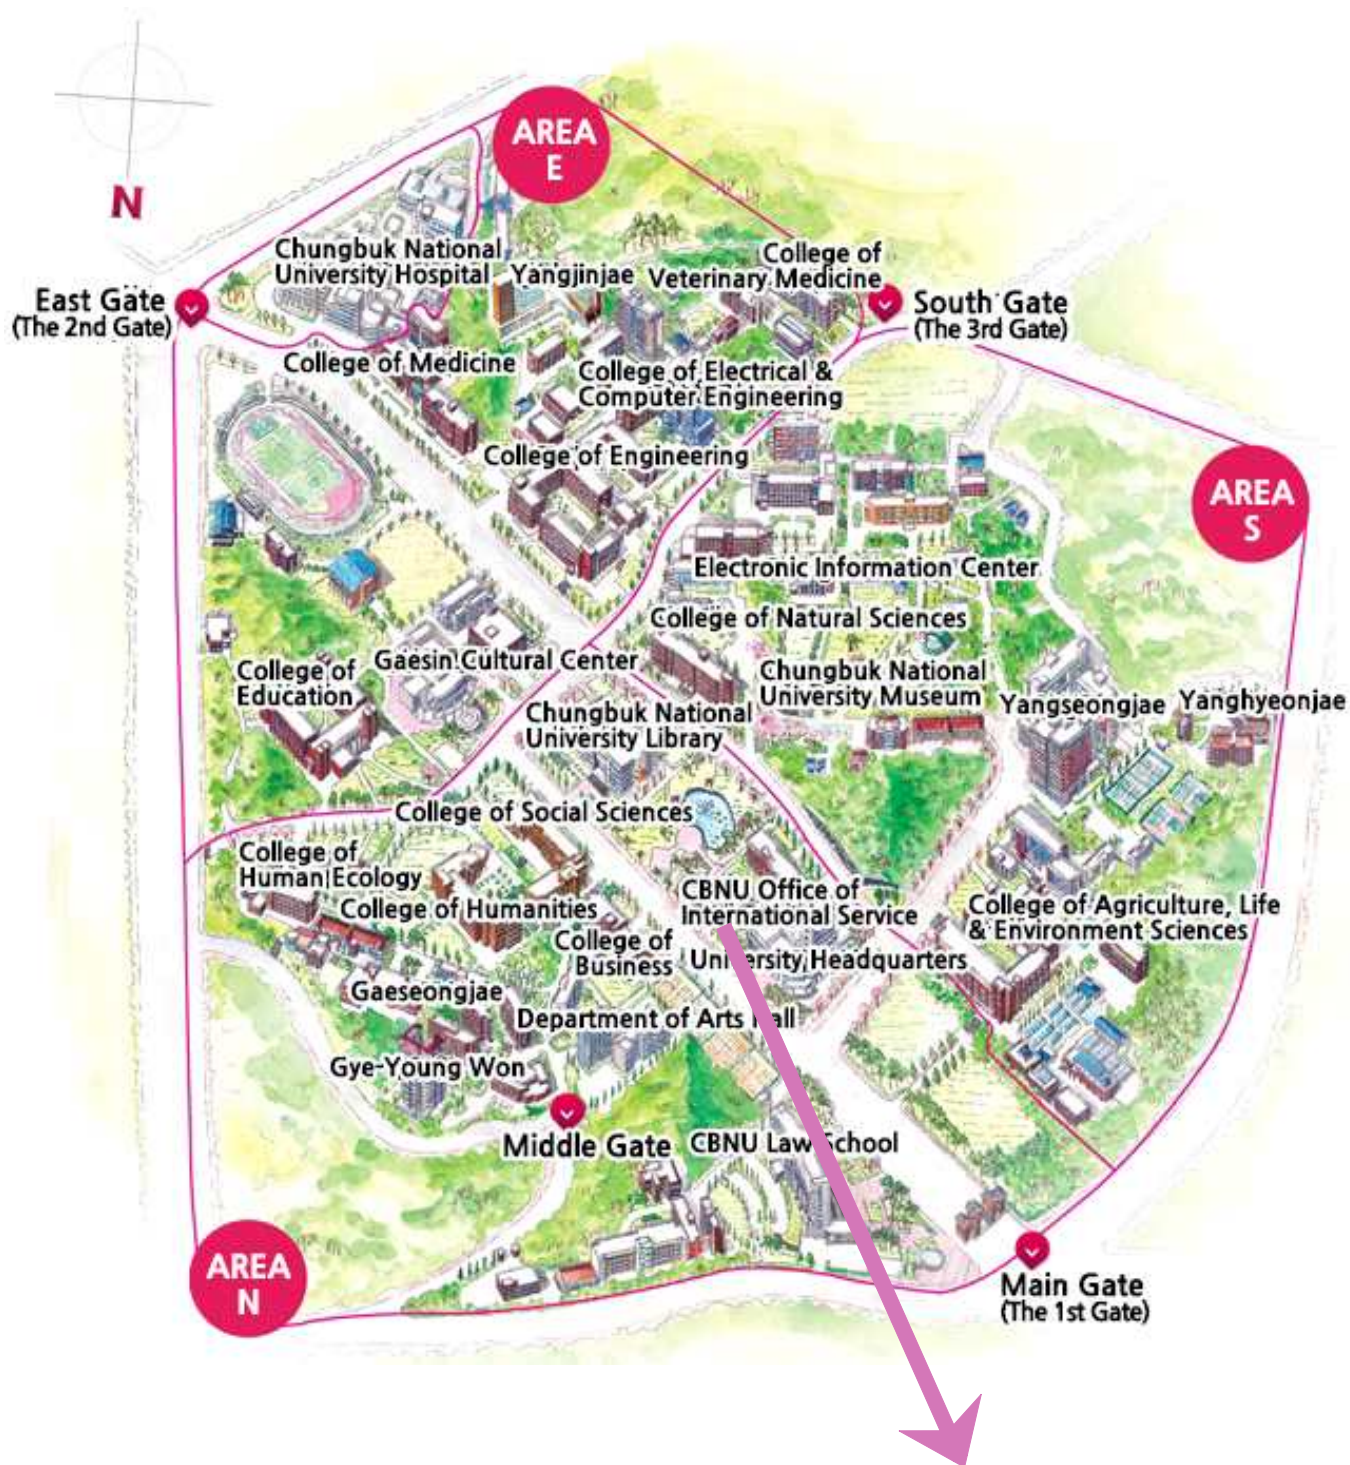 AREA
E
N
Chungbuk National
University Hospital
Yangjinjae
College of
Veterinary Medicine
East Gate
(The 2nd Gate)
South Gate
(The 3rd Gate)
College of Medicine
College of Electrical &
Computer Engineering
College of Engineering
AREA
S
Electronic Information Center
College of Natural Sciences
College of
Education
Gaesin Cultural Center
Chungbuk National
University Museum
Yangseongjae
Yanghyeonjae
Chungbuk National
University Library
College of Social Sciences
College of
Human Ecology
College of Humanities
CBNU Office of
International Service
College of Agriculture, Life
& Environment Sciences
College of
Business
University Headquarters
Gaeseongjae
Department of Arts Hall
Gye-Young Won
Middle Gate
CBNU Law School
AREA
N
Main Gate
(The 1st Gate)